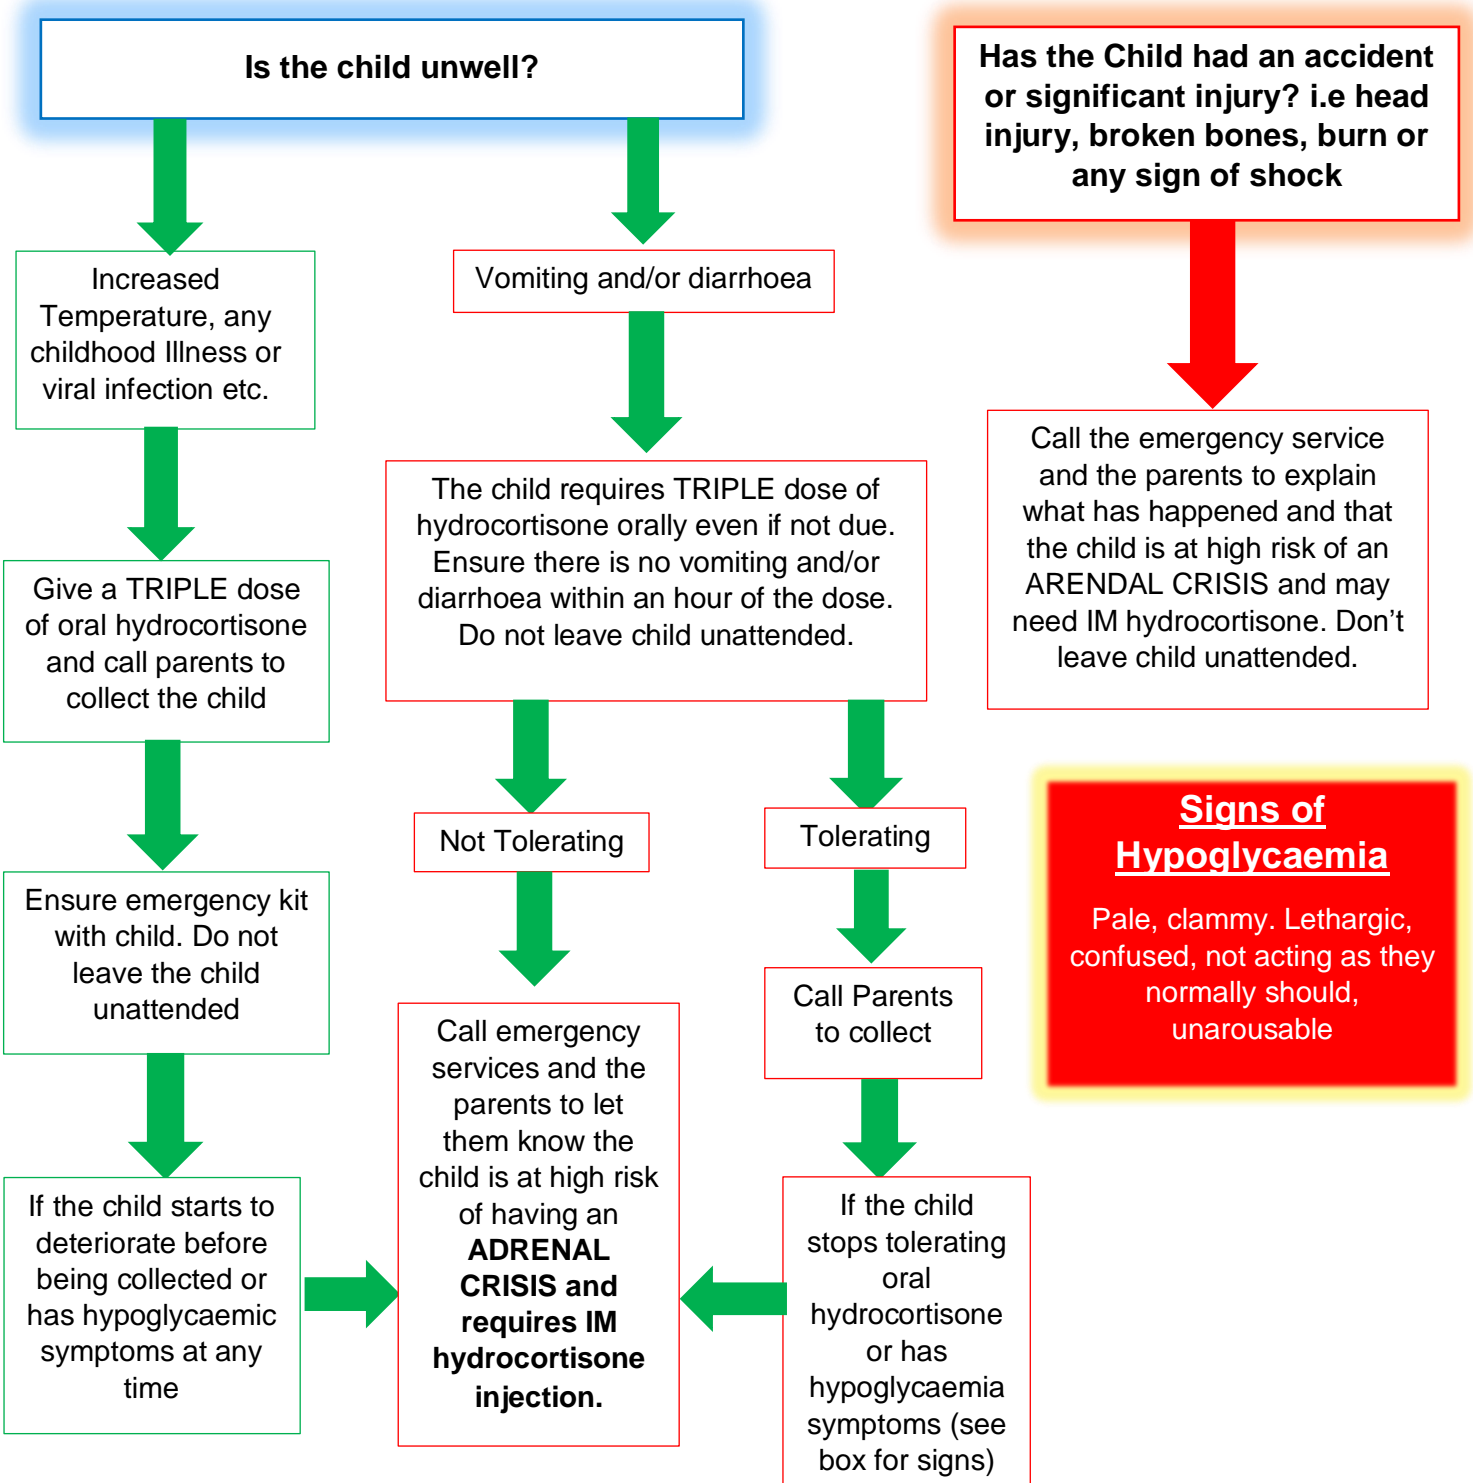 Is the child unwell?
Increased
Temperature, any
childhood Illness or
viral infection etc.
Give a TRIPLE dose
of oral hydrocortisone
and call parents to
collect the child
Ensure emergency kit
with child. Do not
leave the child
unattended
If the child starts to
deteriorate before
being collected or
has hypoglycaemic
symptoms at any
time
Vomiting and/or diarrhoea
The child requires TRIPLE dose of
hydrocortisone orally even if not due.
Ensure there is no vomiting and/or
diarrhoea within an hour of the dose.
Do not leave child unattended.
Not Tolerating
Call emergency
services and the
parents to let
them know the
child is at high risk
of having an
ADRENAL
CRISIS and
requires IM
hydrocortisone
injection.
Tolerating
Call Parents
to collect
If the child
stops tolerating
oral
hydrocortisone
or has
hypoglycaemia
symptoms (see
box for signs)
Has the Child had an accident
or significant injury? i.e head
injury, broken bones, burn or
any sign of shock
Call the emergency service
and the parents to explain
what has happened and that
the child is at high risk of an
ARENDAL CRISIS and may
need IM hydrocortisone. Don’t
leave child unattended.
Signs of
Hypoglycaemia
Pale, clammy. Lethargic,
confused, not acting as they
normally should,
unarousable